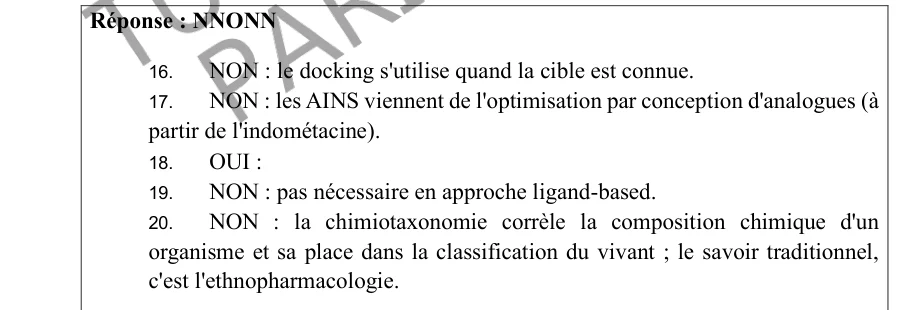 Réponse : NNONN
16. NON : le docking s'utilise quand la cible est connue.
17. NON : les AINS viennent de l'optimisation par conception d'analogues (à
partir de l'indométacine).
18. OUI :
19. NON : pas nécessaire en approche ligand-based.
20. NON : la chimiotaxonomie corrèle la composition chimique d'un
organisme et sa place dans la classification du vivant ; le savoir traditionnel,
c'est l'ethnopharmacologie.